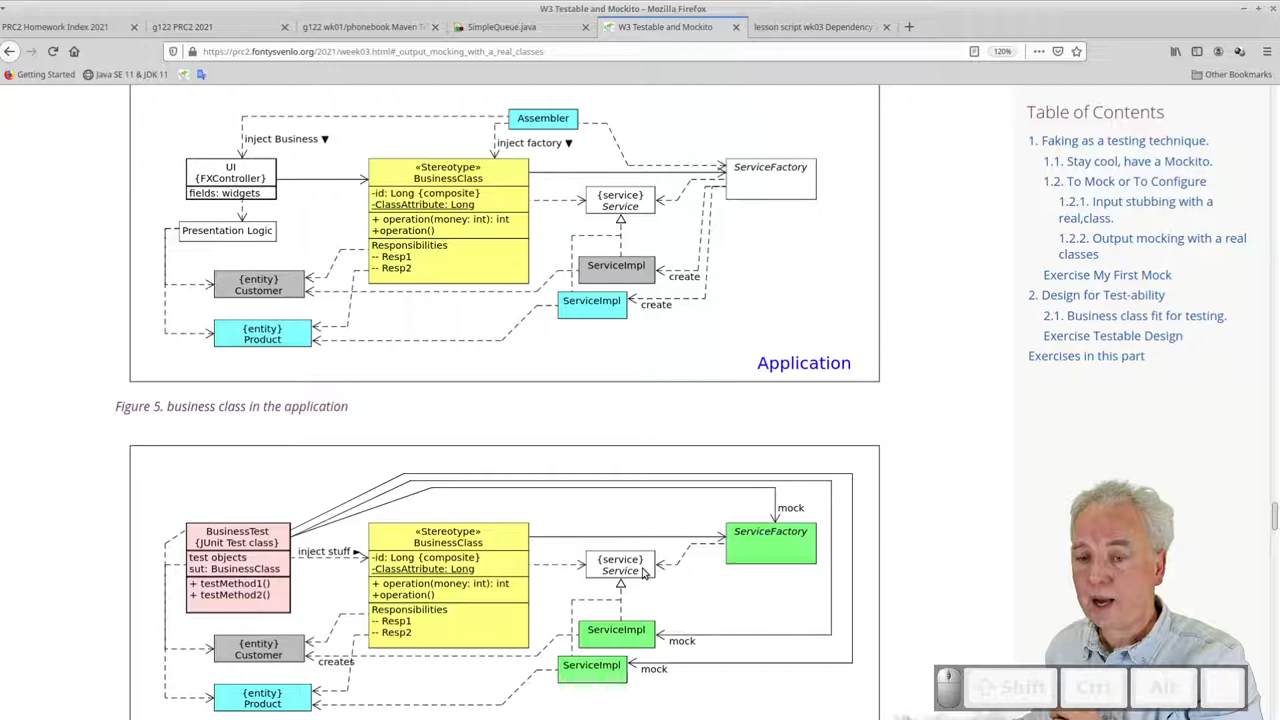 W3 Testable and Mockito - Mozilla Firefox
PRC2 Homework Index 2021
g122 PRC2 2021
g122 wk01/phonebook Maven T
SimpleQueue.java
W3 Testable and Mockito
lesson script wk03 Dependency
https://prc2.fontysvenlo.org/2021/week03.html#_output_mocking_with_a_real_classes
120%
Getting Started
Java SE 11 & JDK 11
Other Bookmarks
Assembler
inject Business ▼
inject factory ▼
UI
{FXController}
fields: widgets
Presentation Logic
«Stereotype»
BusinessClass
-id: Long {composite}
-ClassAttribute: Long
+ operation(money: int): int
+operation()
Responsibilities
-- Resp1
-- Resp2
{service}
Service
ServiceFactory
ServiceImpl
create
ServiceImpl
create
{entity}
Customer
{entity}
Product
Application
Figure 5. business class in the application
BusinessTest
{JUnit Test class}
test objects
sut: BusinessClass
+ testMethod1()
+ testMethod2()
inject stuff ►
«Stereotype»
BusinessClass
-id: Long {composite}
-ClassAttribute: Long
+ operation(money: int): int
+operation()
Responsibilities
-- Resp1
-- Resp2
mock
ServiceFactory
{service}
Service
ServiceImpl
mock
ServiceImpl
mock
{entity}
Customer
creates
{entity}
Product
Table of Contents
1. Faking as a testing technique.
1.1. Stay cool, have a Mockito.
1.2. To Mock or To Configure
1.2.1. Input stubbing with a
real,class.
1.2.2. Output mocking with a real
classes
Exercise My First Mock
2. Design for Test-ability
2.1. Business class fit for testing.
Exercise Testable Design
Exercises in this part
Shift
Ctrl
Alt